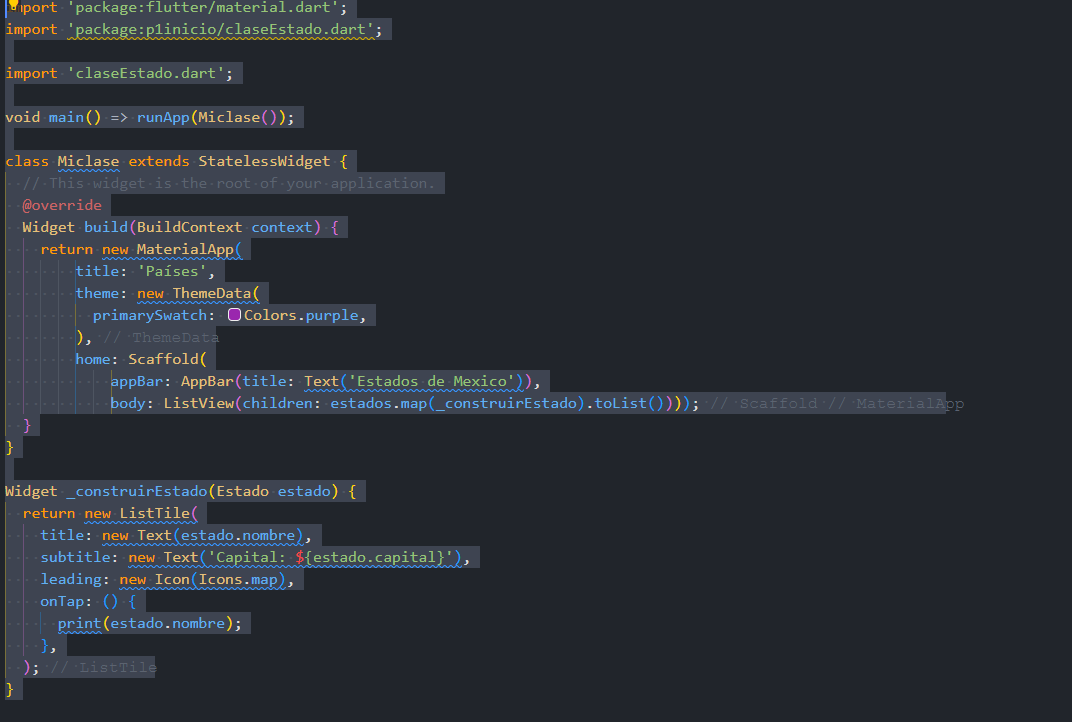 import 'package:flutter/material.dart';
import 'package:p1inicio/claseEstado.dart';
import 'claseEstado.dart';
void main() => runApp(Miclase());
class Miclase extends StatelessWidget {
// This widget is the root of your application.
@override
Widget build(BuildContext context) {
return new MaterialApp(
title: 'Países',
theme: new ThemeData(
primarySwatch: Colors.purple,
), // ThemeData
home: Scaffold(
appBar: AppBar(title: Text('Estados de Mexico')),
body: ListView(children: estados.map(_construirEstado).toList()))); // Scaffold // MaterialApp
}
}
Widget _construirEstado(Estado estado) {
return new ListTile(
title: new Text(estado.nombre),
subtitle: new Text('Capital: ${estado.capital}'),
leading: new Icon(Icons.map),
onTap: () {
print(estado.nombre);
},
); // ListTile
}